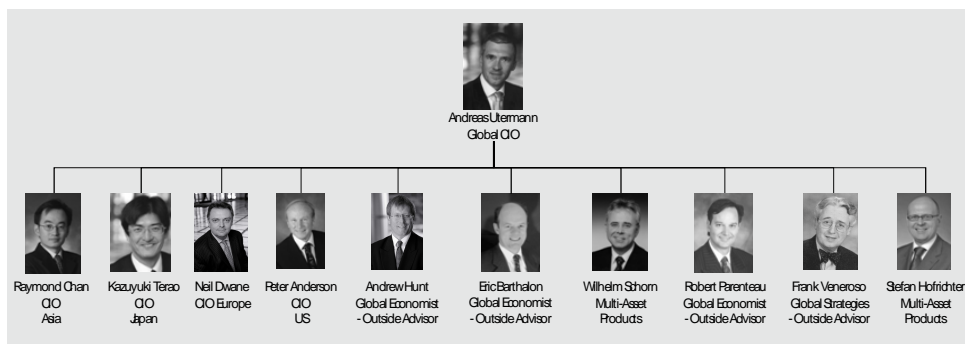 Andreas Utermann
Global CIO
Raymond Chan
CIO
Asia
Kazuyuki Terao
CIO
Japan
Neil Dwane
CIO Europe
Peter Anderson
CIO
US
Andrew Hunt
Global Economist
- Outside Advisor
Eric Barthalon
Global Economist
- Outside Advisor
Wilhelm Schorn
Multi-Asset
Products
Robert Parenteau
Global Economist
- Outside Advisor
Frank Veneroso
Global Strategies
- Outside Advisor
Stefan Hofrichter
Multi-Asset
Products